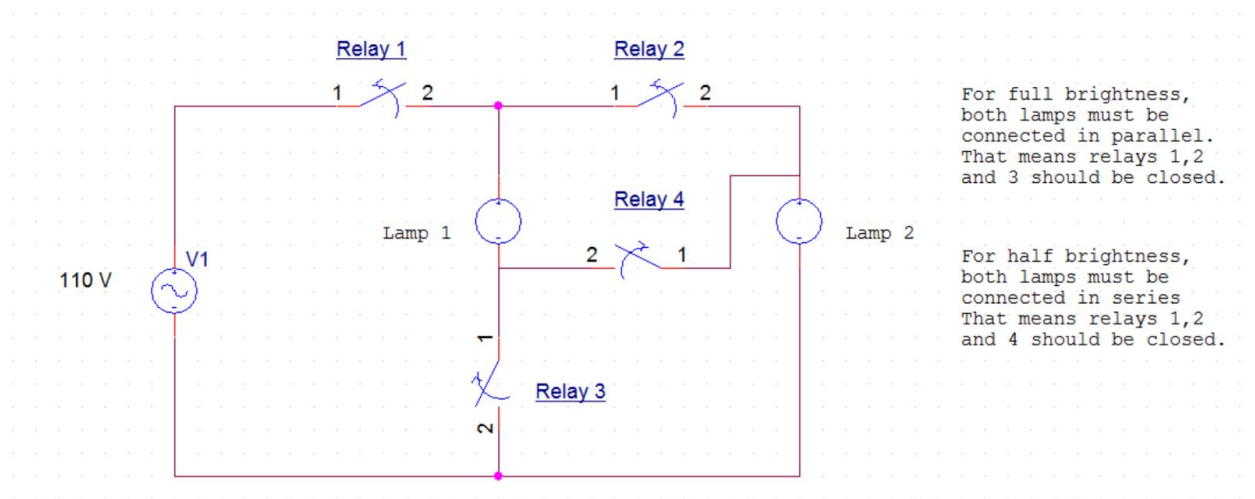 Relay 1
Relay 2
1
2
1
2
For full brightness,
both lamps must be
connected in parallel.
That means relays 1,2
and 3 should be closed.
Relay 4
Lamp 1
Lamp 2
2
1
V1
110 V
For half brightness,
both lamps must be
connected in series
That means relays 1,2
and 4 should be closed.
1
Relay 3
2